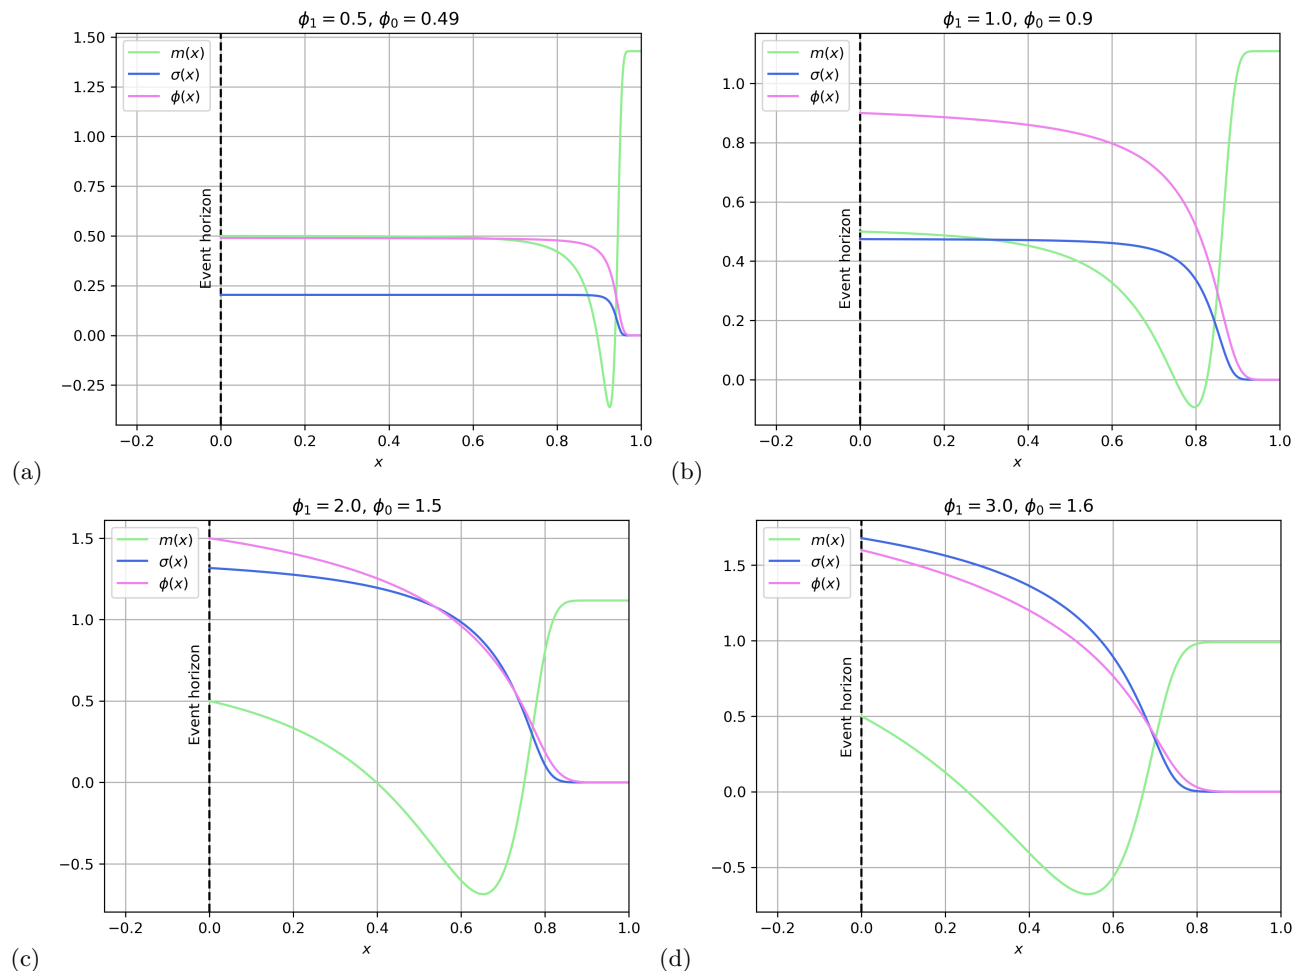 ϕ₁ = 0.5, ϕ₀ = 0.49
m(x)
σ(x)
ϕ(x)
Event horizon
1.50
1.25
1.00
0.75
0.50
0.25
0.00
−0.25
−0.2 0.0 0.2 0.4 0.6 0.8 1.0
x
(a)
ϕ₁ = 1.0, ϕ₀ = 0.9
m(x)
σ(x)
ϕ(x)
Event horizon
1.0
0.8
0.6
0.4
0.2
0.0
−0.2 0.0 0.2 0.4 0.6 0.8 1.0
x
(b)
ϕ₁ = 2.0, ϕ₀ = 1.5
m(x)
σ(x)
ϕ(x)
Event horizon
1.5
1.0
0.5
0.0
−0.5
−0.2 0.0 0.2 0.4 0.6 0.8 1.0
x
(c)
ϕ₁ = 3.0, ϕ₀ = 1.6
m(x)
σ(x)
ϕ(x)
Event horizon
1.5
1.0
0.5
0.0
−0.5
−0.2 0.0 0.2 0.4 0.6 0.8 1.0
x
(d)